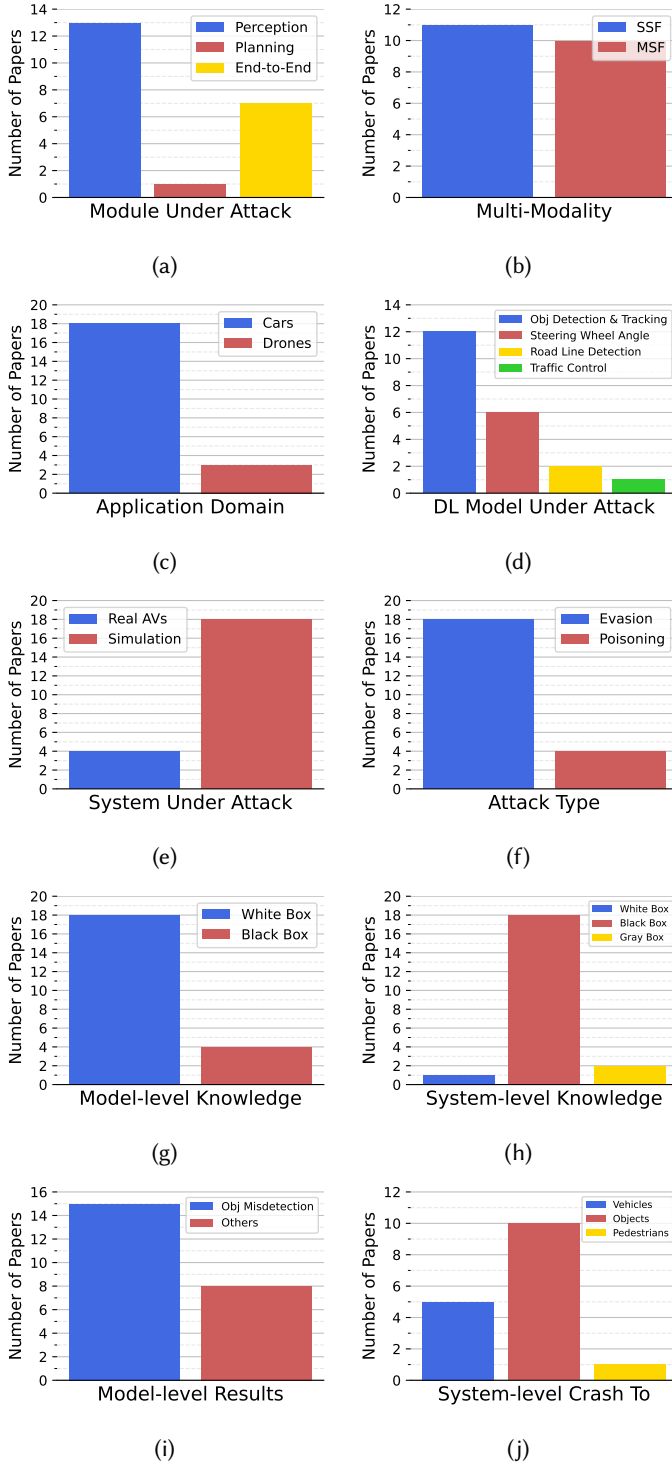 14
12
10
8
6
4
2
0
Number of Papers
Perception
Planning
End-to-End
Module Under Attack
(a)
12
10
8
6
4
2
0
Number of Papers
SSF
MSF
Multi-Modality
(b)
20
18
16
14
12
10
8
6
4
2
0
Number of Papers
Cars
Drones
Application Domain
(c)
14
12
10
8
6
4
2
0
Number of Papers
Obj Detection & Tracking
Steering Wheel Angle
Road Line Detection
Traffic Control
DL Model Under Attack
(d)
20
18
16
14
12
10
8
6
4
2
0
Number of Papers
Real AVs
Simulation
System Under Attack
(e)
20
18
16
14
12
10
8
6
4
2
0
Number of Papers
Evasion
Poisoning
Attack Type
(f)
20
18
16
14
12
10
8
6
4
2
0
Number of Papers
White Box
Black Box
Model-level Knowledge
(g)
20
18
16
14
12
10
8
6
4
2
0
Number of Papers
White Box
Black Box
Gray Box
System-level Knowledge
(h)
16
14
12
10
8
6
4
2
0
Number of Papers
Obj Misdetection
Others
Model-level Results
(i)
12
10
8
6
4
2
0
Number of Papers
Vehicles
Objects
Pedestrians
System-level Crash To
(j)